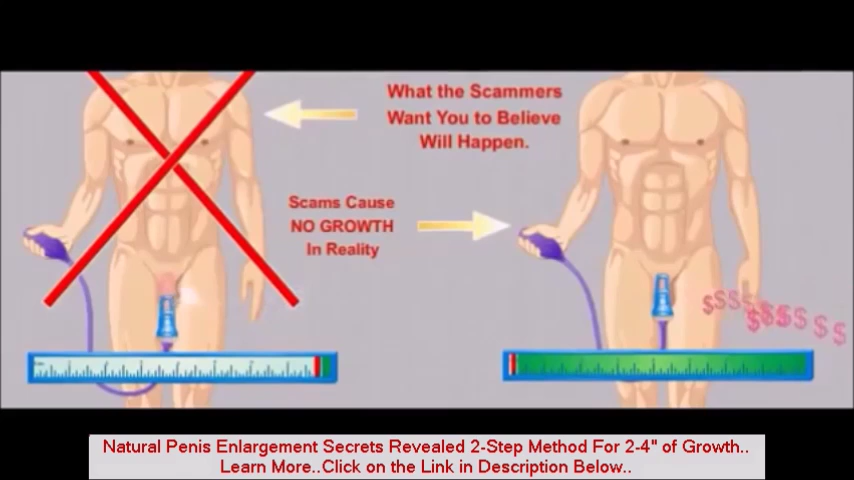 What the Scammers
Want You to Believe
Will Happen.
Scams Cause
NO GROWTH
In Reality
$$$$$$$$$$
Natural Penis Enlargement Secrets Revealed 2-Step Method For 2-4" of Growth..
Learn More..Click on the Link in Description Below..